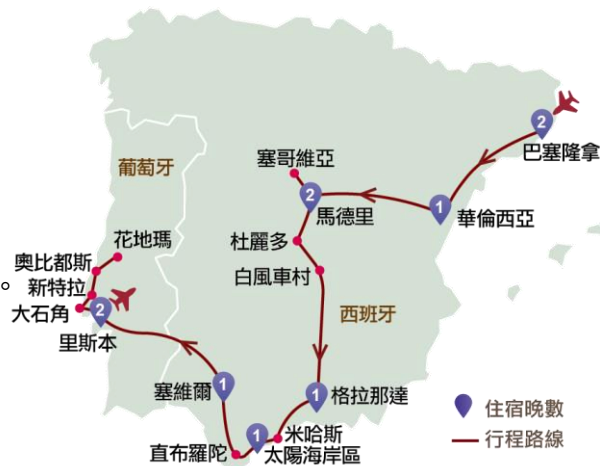 2
巴塞隆拿
塞哥維亞
葡萄牙
2
馬德里
1
華倫西亞
花地瑪
杜麗多
奧比都斯
白風車村
。
新特拉
大石角
2
西班牙
里斯本
塞維爾
1
1
格拉那達
住宿晚數
米哈斯
1
直布羅陀
太陽海岸區
行程路線